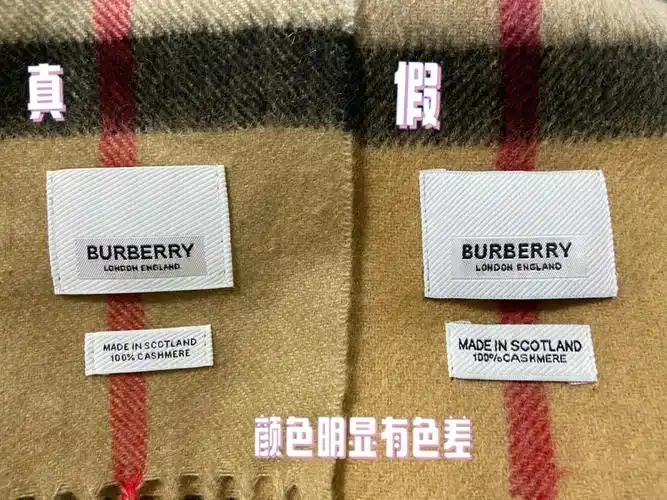 真
BURBERRY
LONDON ENGLAND
MADE IN SCOTLAND
100% CASHMERE
假
BURBERRY
LONDON ENGLAND
MADE IN SCOTLAND
100% CASHMERE
颜色明显有色差